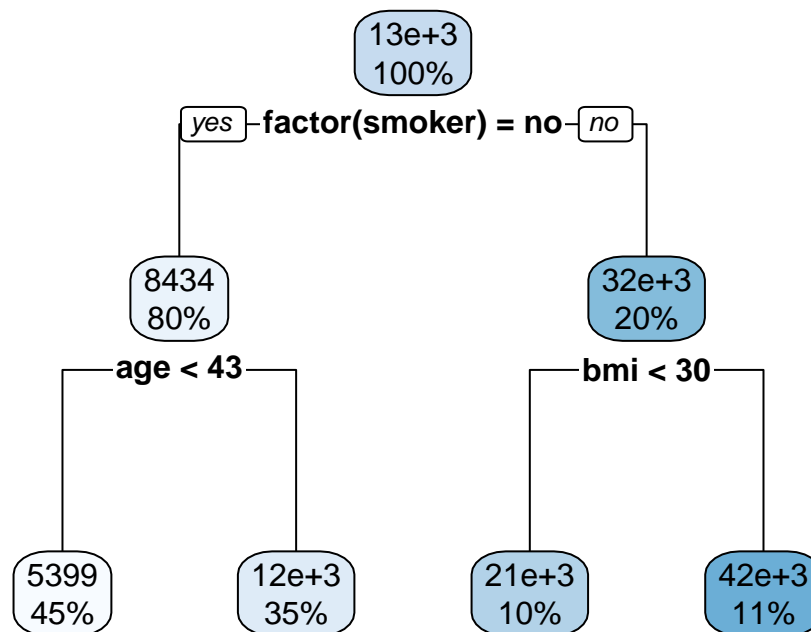 13e+3
100%
yes factor(smoker) = no no
8434
80%
32e+3
20%
age < 43
bmi < 30
5399
45%
12e+3
35%
21e+3
10%
42e+3
11%